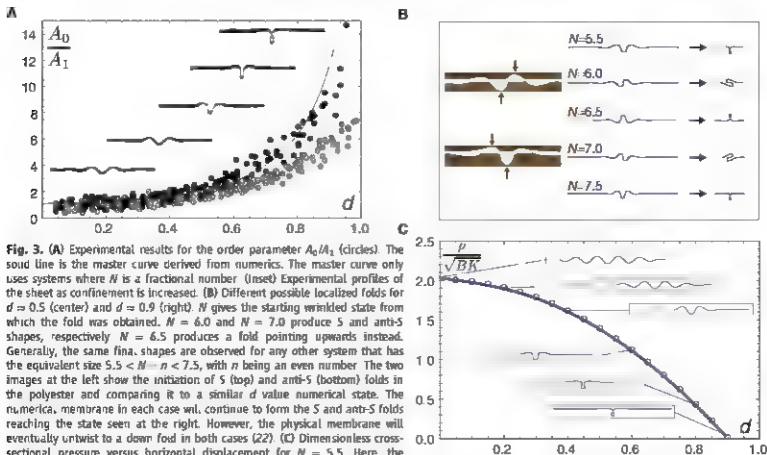 A
A₀
A₁
14
12
10
8
6
4
2
0
0.2
0.4
0.6
0.8
1.0
d
Fig. 3. (A) Experimental results for the order parameter A₀/A₁ (circles). The
solid line is the master curve derived from numerics. The master curve only
uses systems where N is a fractional number (Inset) Experimental profiles of
the sheet as confinement is increased. (B) Different possible localized folds for
d = 0.5 (center) and d = 0.9 (right). N gives the starting wrinkled state from
which the fold was obtained. N = 6.0 and N = 7.0 produce S and anti-S
shapes, respectively N = 6.5 produces a fold pointing upwards instead.
Generally, the same final shapes are observed for any other system that has
the equivalent size 5.5 < N – n < 7.5, with n being an even number The two
images at the left show the initiation of S (top) and anti-S (bottom) folds in
the polyester and comparing it to a similar d value numerical state. The
numerical membrane in each case will continue to form the S and anti-S folds
reaching the state seen at the right. However, the physical membrane will
eventually untwist to a down fold in both cases (22). (C) Dimensionless cross-
sectional pressure versus horizontal displacement for N = 5.5. Here, the
B
N=5.5
N=6.0
N=6.5
N=7.0
N=7.5
C
2.5
2.0
1.5
1.0
0.5
0.0
√BK
0.2
0.4
0.6
0.8
1.0
d